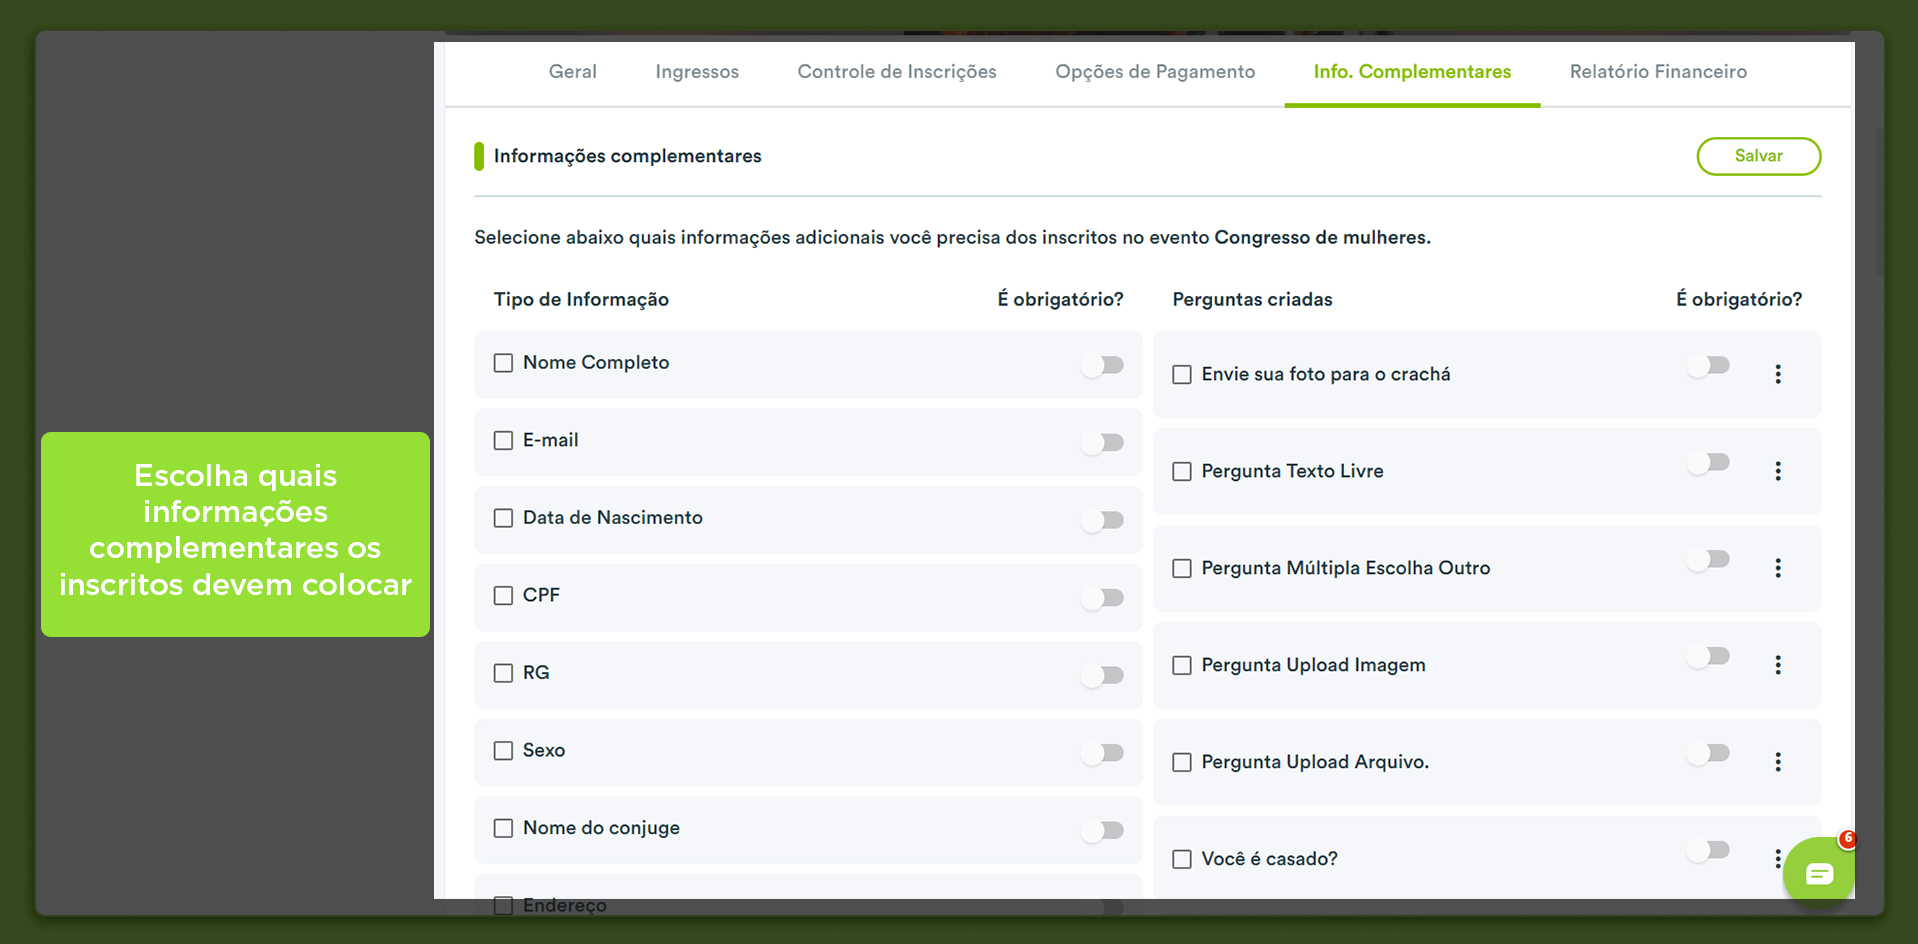 Geral
Ingressos
Controle de Inscrições
Opções de Pagamento
Info. Complementares
Relatório Financeiro
Informações complementares
Salvar
Selecione abaixo quais informações adicionais você precisa dos inscritos no evento Congresso de mulheres.
Tipo de Informação
É obrigatório?
Nome Completo
E-mail
Data de Nascimento
CPF
RG
Sexo
Nome do conjuge
Endereço
Perguntas criadas
É obrigatório?
Envie sua foto para o crachá
Pergunta Texto Livre
Pergunta Múltipla Escolha Outro
Pergunta Upload Imagem
Pergunta Upload Arquivo.
Você é casado?
6
Escolha quais
informações
complementares os
inscritos devem colocar